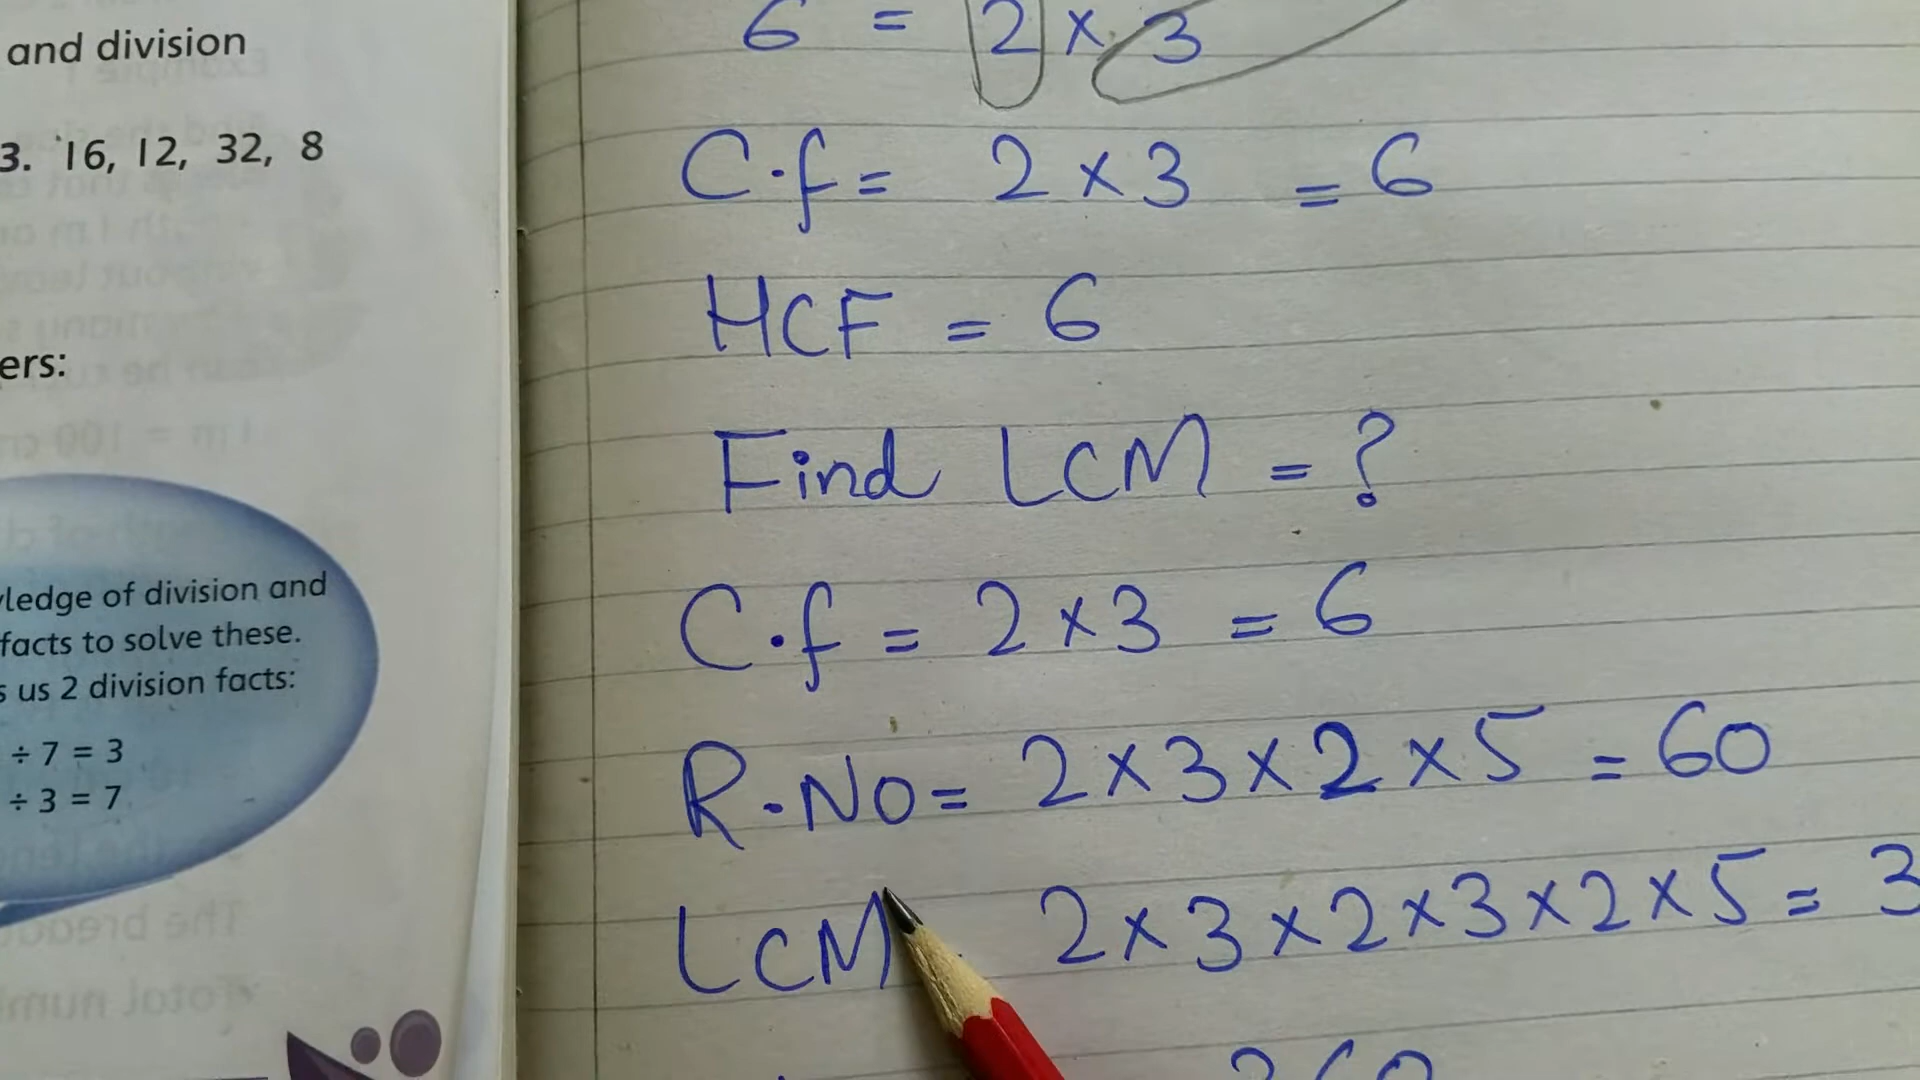 and division
3. 16, 12, 32, 8
ers:
ledge of division and
facts to solve these.
s us 2 division facts:
÷ 7 = 3
÷ 3 = 7
6 = 2 × 3
C.f = 2 × 3 = 6
HCF = 6
Find LCM = ?
C.f = 2 × 3 = 6
R.No = 2 × 3 × 2 × 5 = 60
LCM 2 × 3 × 2 × 3 × 2 × 5 = 3
360